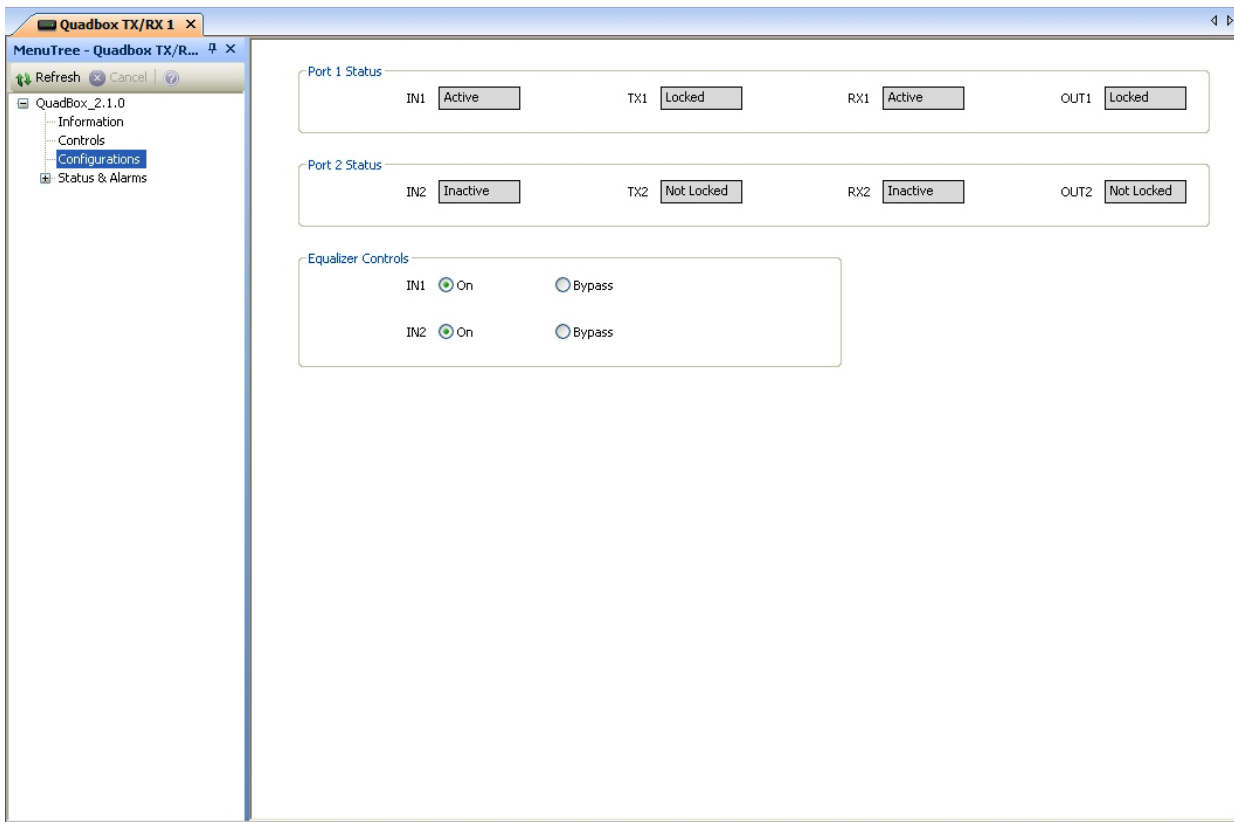 Quadbox TX/RX 1
MenuTree - Quadbox TX/R...
Refresh Cancel
QuadBox_2.1.0
Information
Controls
Configurations
Status & Alarms
Port 1 Status
IN1 Active TX1 Locked RX1 Active OUT1 Locked
Port 2 Status
IN2 Inactive TX2 Not Locked RX2 Inactive OUT2 Not Locked
Equalizer Controls
IN1 On Bypass
IN2 On Bypass